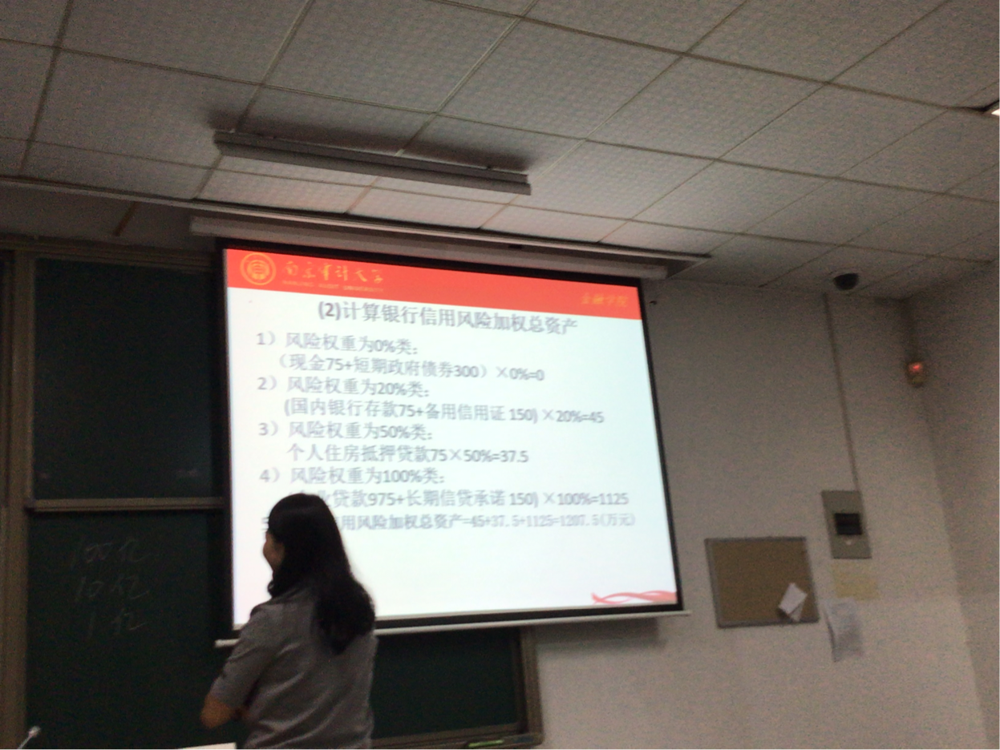 南京审计大学
NANJING AUDIT UNIVERSITY
金融学院
(2)计算银行信用风险加权总资产
1）风险权重为0%类：
（现金75+短期政府债券300）×0%=0
2）风险权重为20%类：
(国内银行存款75+备用信用证 150) ×20%=45
3）风险权重为50%类：
个人住房抵押贷款75×50%=37.5
4）风险权重为100%类：
业贷款975+长期信贷承诺 150) ×100%=1125
用风险加权总资产=45+37.5+1125=1207.5(万元)
100亿
10亿
1亿